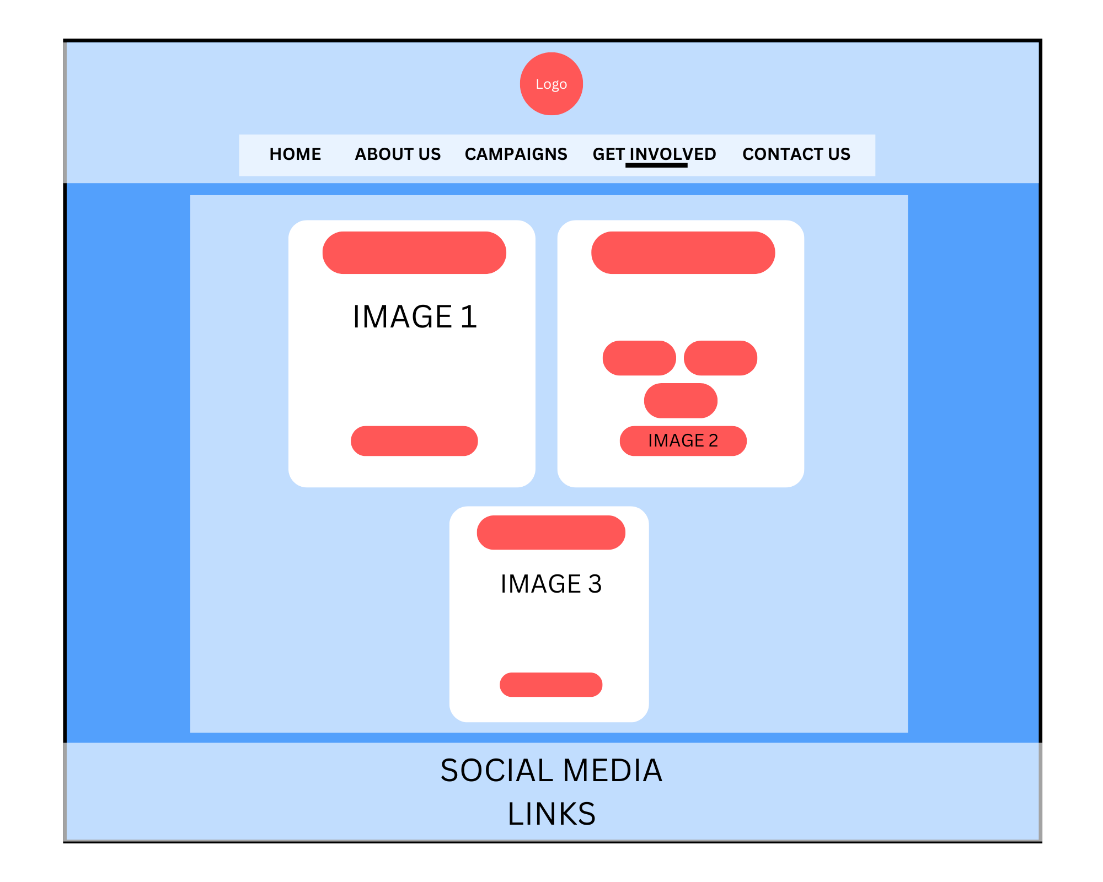 Logo
HOME ABOUT US CAMPAIGNS GET INVOLVED CONTACT US
IMAGE 1
IMAGE 2
IMAGE 3
SOCIAL MEDIA
LINKS